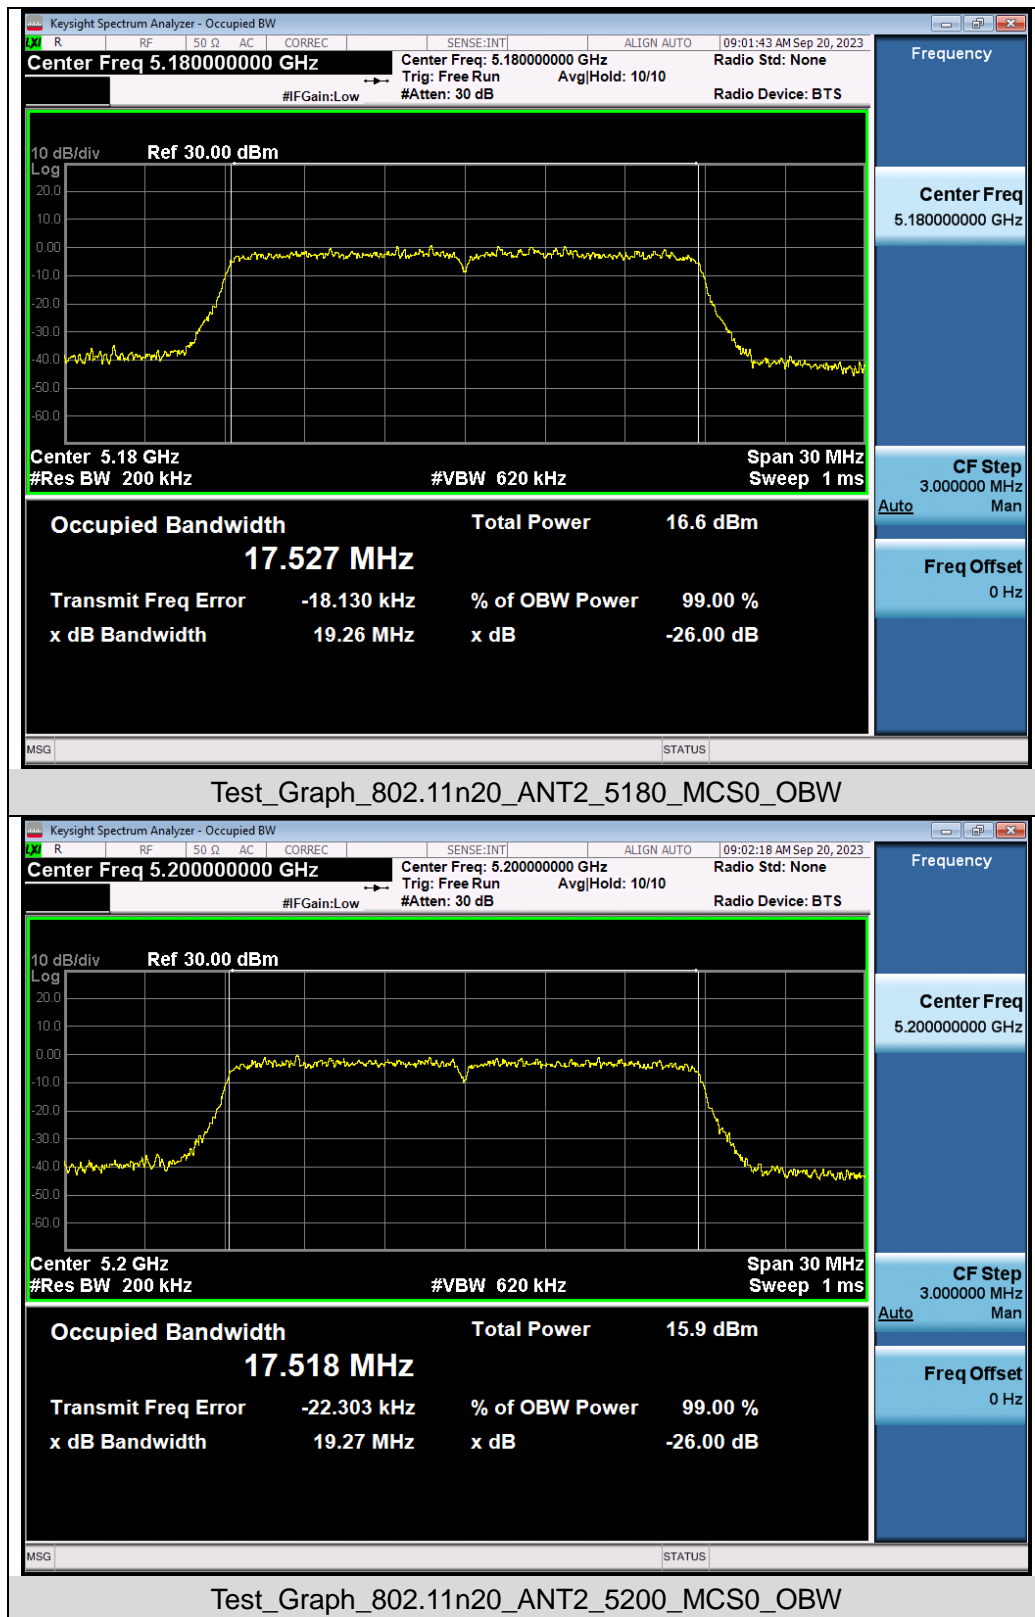 Keysight Spectrum Analyzer - Occupied BW
LXI R RF 50 Ω AC CORREC SENSE:INT ALIGN AUTO 09:01:43 AM Sep 20, 2023
Center Freq 5.180000000 GHz
Center Freq: 5.180000000 GHz
Radio Std: None
Trig: Free Run Avg|Hold: 10/10
#IFGain:Low
#Atten: 30 dB
Radio Device: BTS
10 dB/div Ref 30.00 dBm
Log
20.0
10.0
0.00
-10.0
-20.0
-30.0
-40.0
-50.0
-60.0
Center 5.18 GHz Span 30 MHz
#Res BW 200 kHz #VBW 620 kHz Sweep 1 ms
Occupied Bandwidth Total Power 16.6 dBm
17.527 MHz
Transmit Freq Error -18.130 kHz % of OBW Power 99.00 %
x dB Bandwidth 19.26 MHz x dB -26.00 dB
Frequency
Center Freq
5.180000000 GHz
CF Step
3.000000 MHz
Auto Man
Freq Offset
0 Hz
MSG STATUS
Test_Graph_802.11n20_ANT2_5180_MCS0_OBW
Keysight Spectrum Analyzer - Occupied BW
LXI R RF 50 Ω AC CORREC SENSE:INT ALIGN AUTO 09:02:18 AM Sep 20, 2023
Center Freq 5.200000000 GHz
Center Freq: 5.200000000 GHz
Radio Std: None
Trig: Free Run Avg|Hold: 10/10
#IFGain:Low
#Atten: 30 dB
Radio Device: BTS
10 dB/div Ref 30.00 dBm
Log
20.0
10.0
0.00
-10.0
-20.0
-30.0
-40.0
-50.0
-60.0
Center 5.2 GHz Span 30 MHz
#Res BW 200 kHz #VBW 620 kHz Sweep 1 ms
Occupied Bandwidth Total Power 15.9 dBm
17.518 MHz
Transmit Freq Error -22.303 kHz % of OBW Power 99.00 %
x dB Bandwidth 19.27 MHz x dB -26.00 dB
Frequency
Center Freq
5.200000000 GHz
CF Step
3.000000 MHz
Auto Man
Freq Offset
0 Hz
MSG STATUS
Test_Graph_802.11n20_ANT2_5200_MCS0_OBW